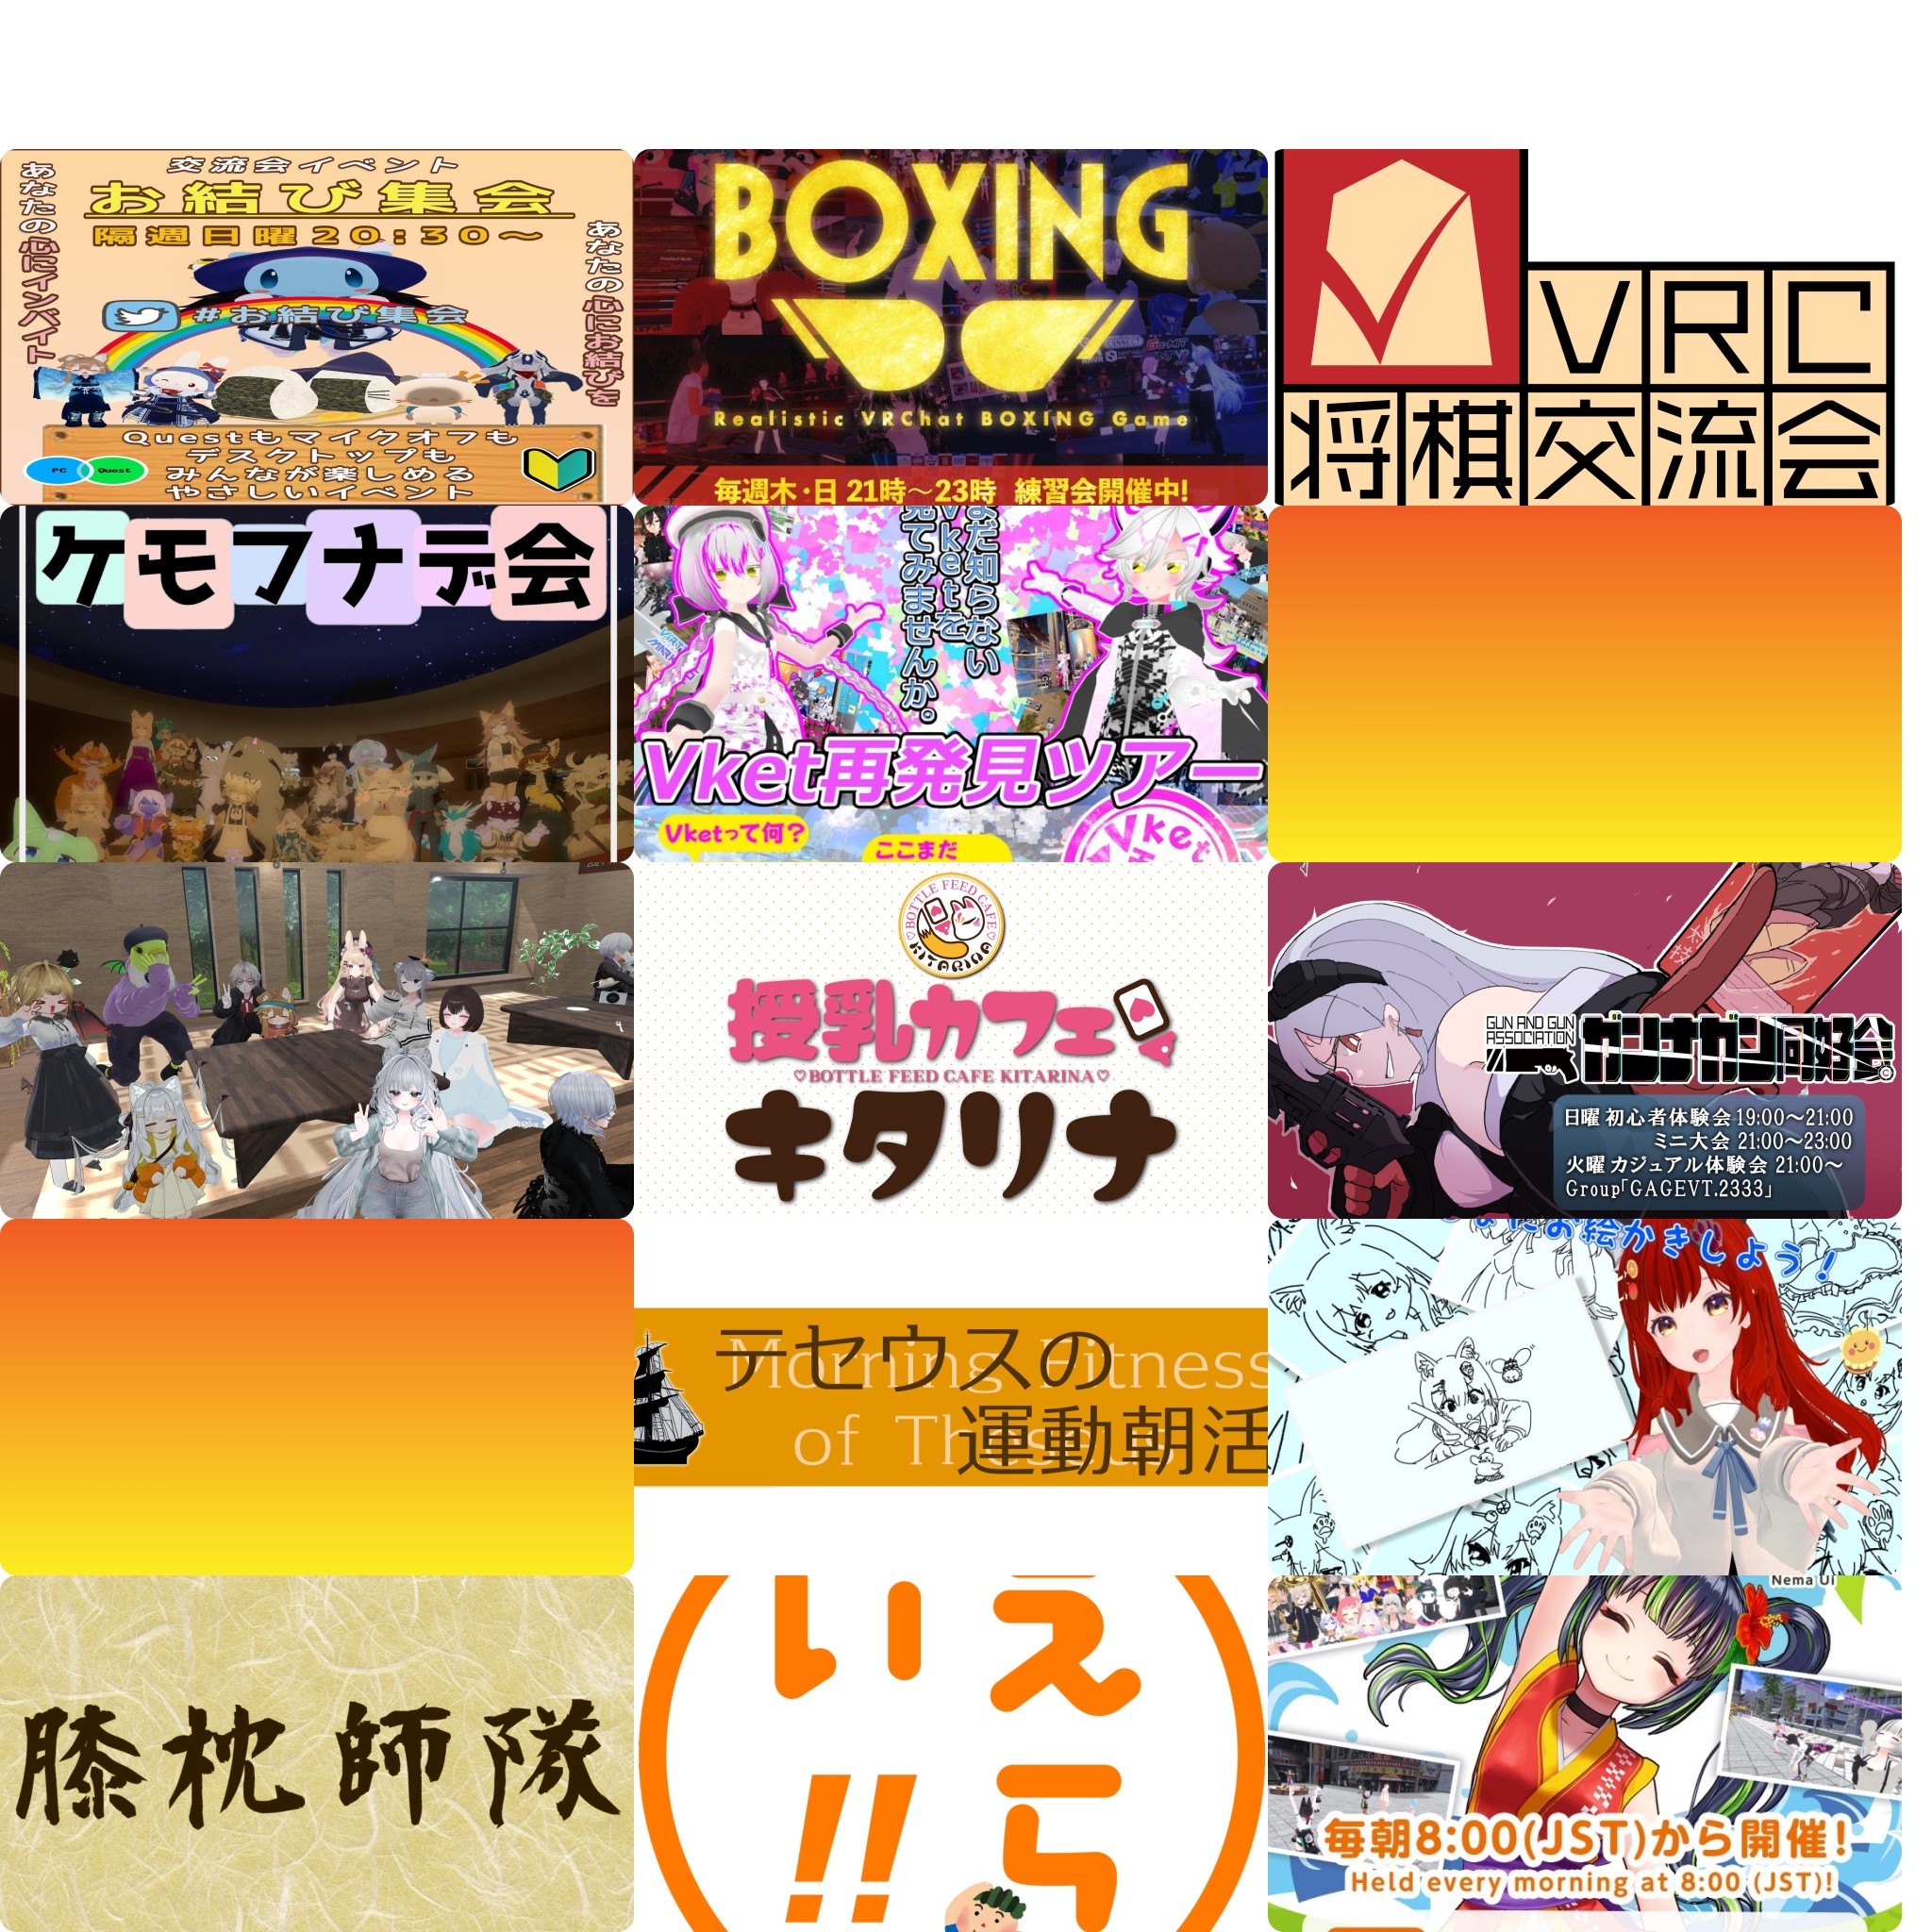 交流会イベント
お結び集会
隔週日曜20:30～
あなたの心にインバイト
あなたの心にお結びを
#お結び集会
Questもマイクオフも
デスクトップも
みんなが楽しめる
やさしいイベント
PC
Quest
BOXING
Realistic VRChat BOXING Game
毎週木・日 21時～23時 練習会開催中!
VRC
将棋交流会
ケモフナデ会
まだ知らない
Vketを
見てみませんか。
Vket再発見ツアー
Vketって何?
ここまだ
Vket
BOTTLE FEED CAFE
KITARINA
授乳カフェ
♡BOTTLE FEED CAFE KITARINA♡
キタリナ
GUN AND GUN
ASSOCIATION
ガンナガン同好会
日曜 初心者体験会 19:00～21:00
ミニ大会 21:00～23:00
火曜 カジュアル体験会 21:00～
Group「GAGEVT.2333」
テセウスの
運動朝活
Morning Fitness
of Theseus
お絵かきしよう!
膝枕師隊
えら
い!!
Nema Ui
毎朝8:00(JST)から開催!
Held every morning at 8:00 (JST)!